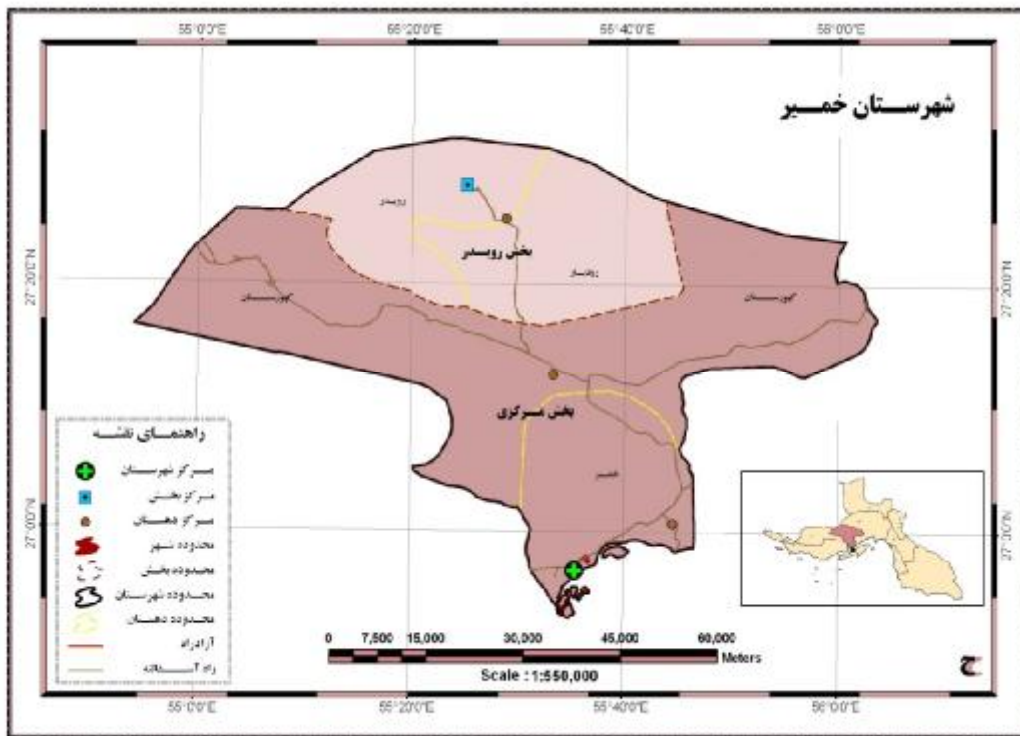 55°0'0"E 55°20'0"E 55°40'0"E 56°0'0"E
شهرستان خمیر
رویدر
بخش رویدر
رودبار
27°20'0"N 27°20'0"N
کهورستان کهورستان
بخش مرکزی
خمیر
27°0'0"N 27°0'0"N
راهنمای نقشه
مرکز شهرستان
مرکز بخش
مرکز دهستان
محدوده شهر
محدوده بخش
محدوده شهرستان
محدوده دهستان
آزادراه
0 7,500 15,000 30,000 45,000 60,000
Meters
Scale : 1:550,000
ح
55°0'0"E 55°20'0"E 55°40'0"E 56°0'0"E